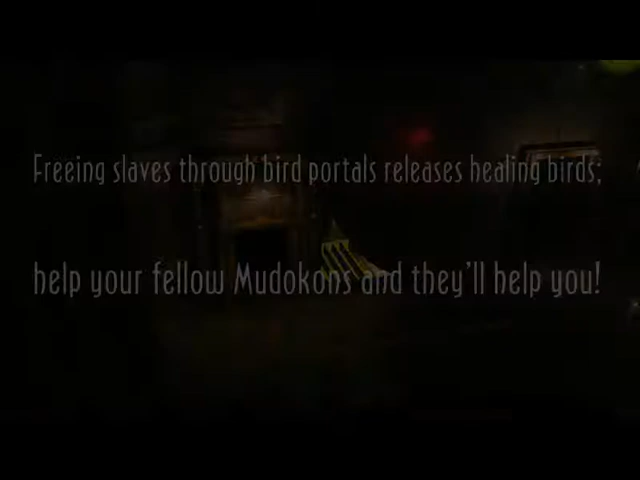 Freeing slaves through bird portals releases healing birds;
help your fellow Mudokons and they'll help you!